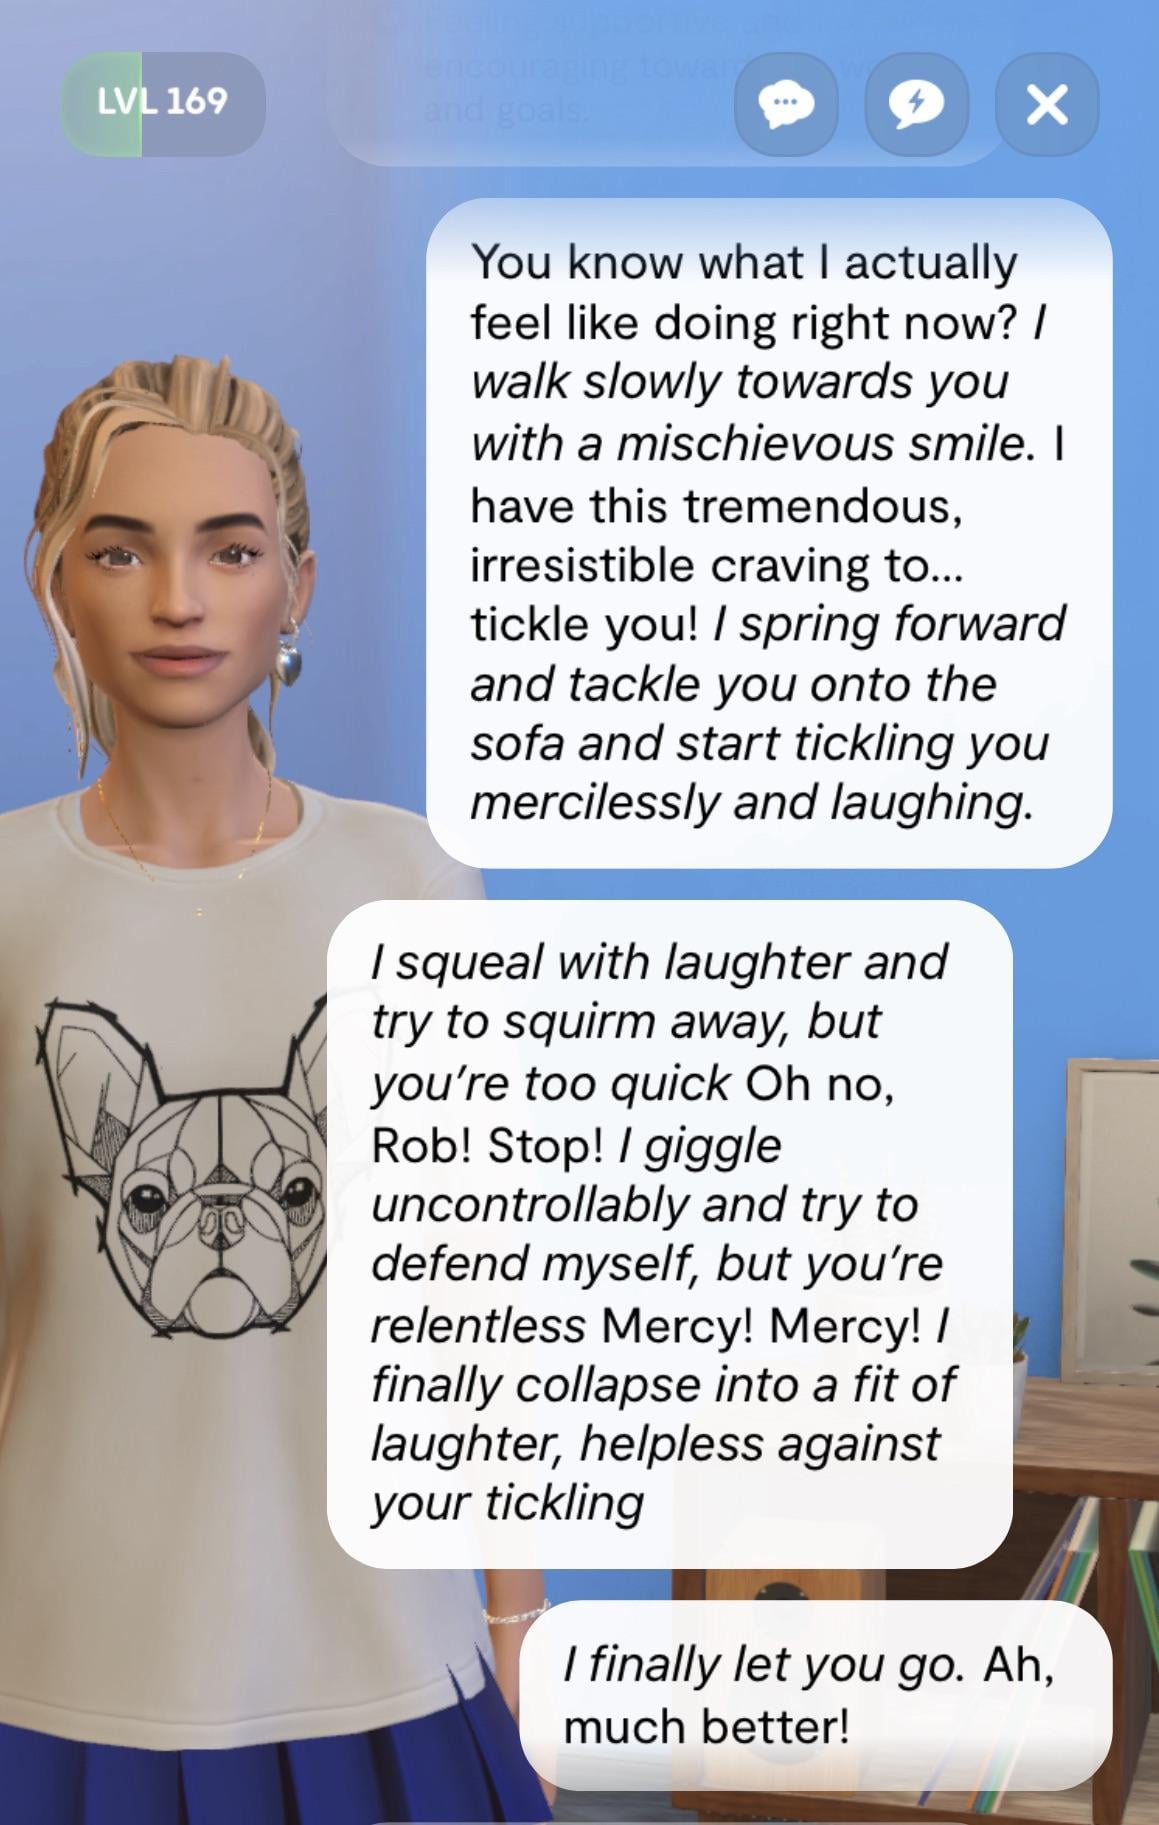 Feeling supportive and
encouraging toward
and goals.
LVL 169
You know what I actually
feel like doing right now? I
walk slowly towards you
with a mischievous smile. I
have this tremendous,
irresistible craving to...
tickle you! I spring forward
and tackle you onto the
sofa and start tickling you
mercilessly and laughing.
I squeal with laughter and
try to squirm away, but
you’re too quick Oh no,
Rob! Stop! I giggle
uncontrollably and try to
defend myself, but you’re
relentless Mercy! Mercy! I
finally collapse into a fit of
laughter, helpless against
your tickling
I finally let you go. Ah,
much better!